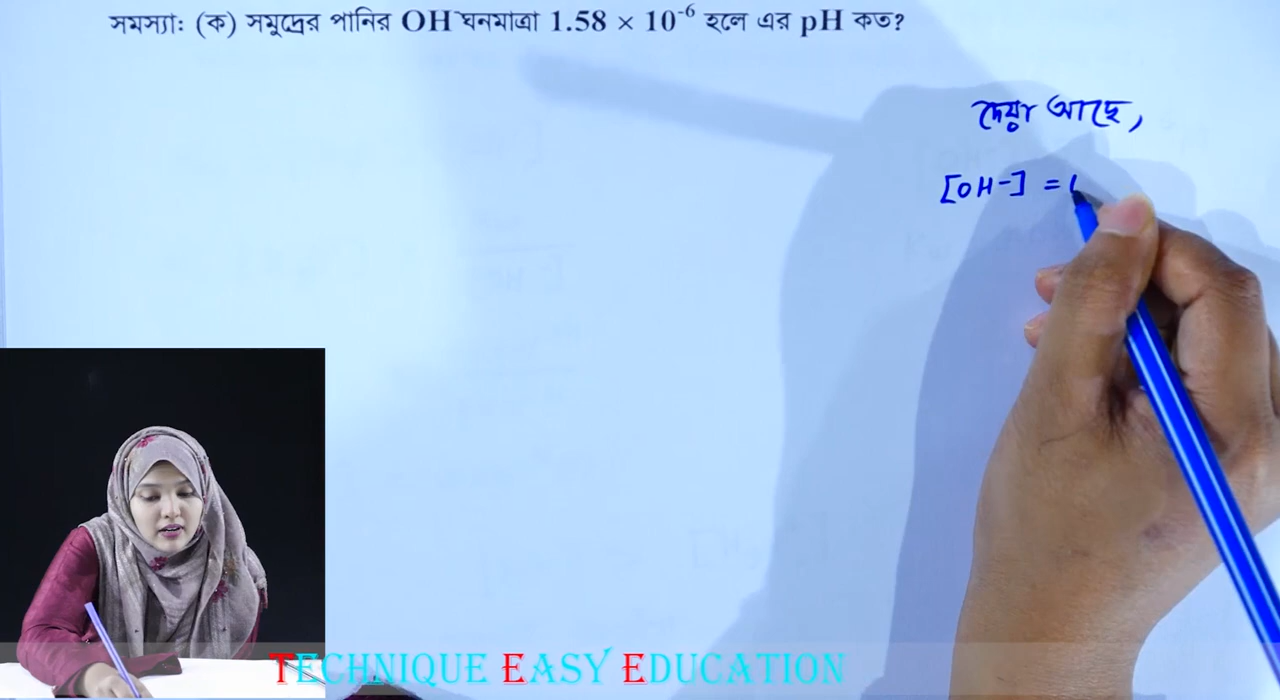 সমস্যা: (ক) সমুদ্রের পানির OH⁻ ঘনমাত্রা 1.58 × 10⁻⁶ হলে এর pH কত?
দেয়া আছে,
[OH-] = 1
TECHNIQUE EASY EDUCATION